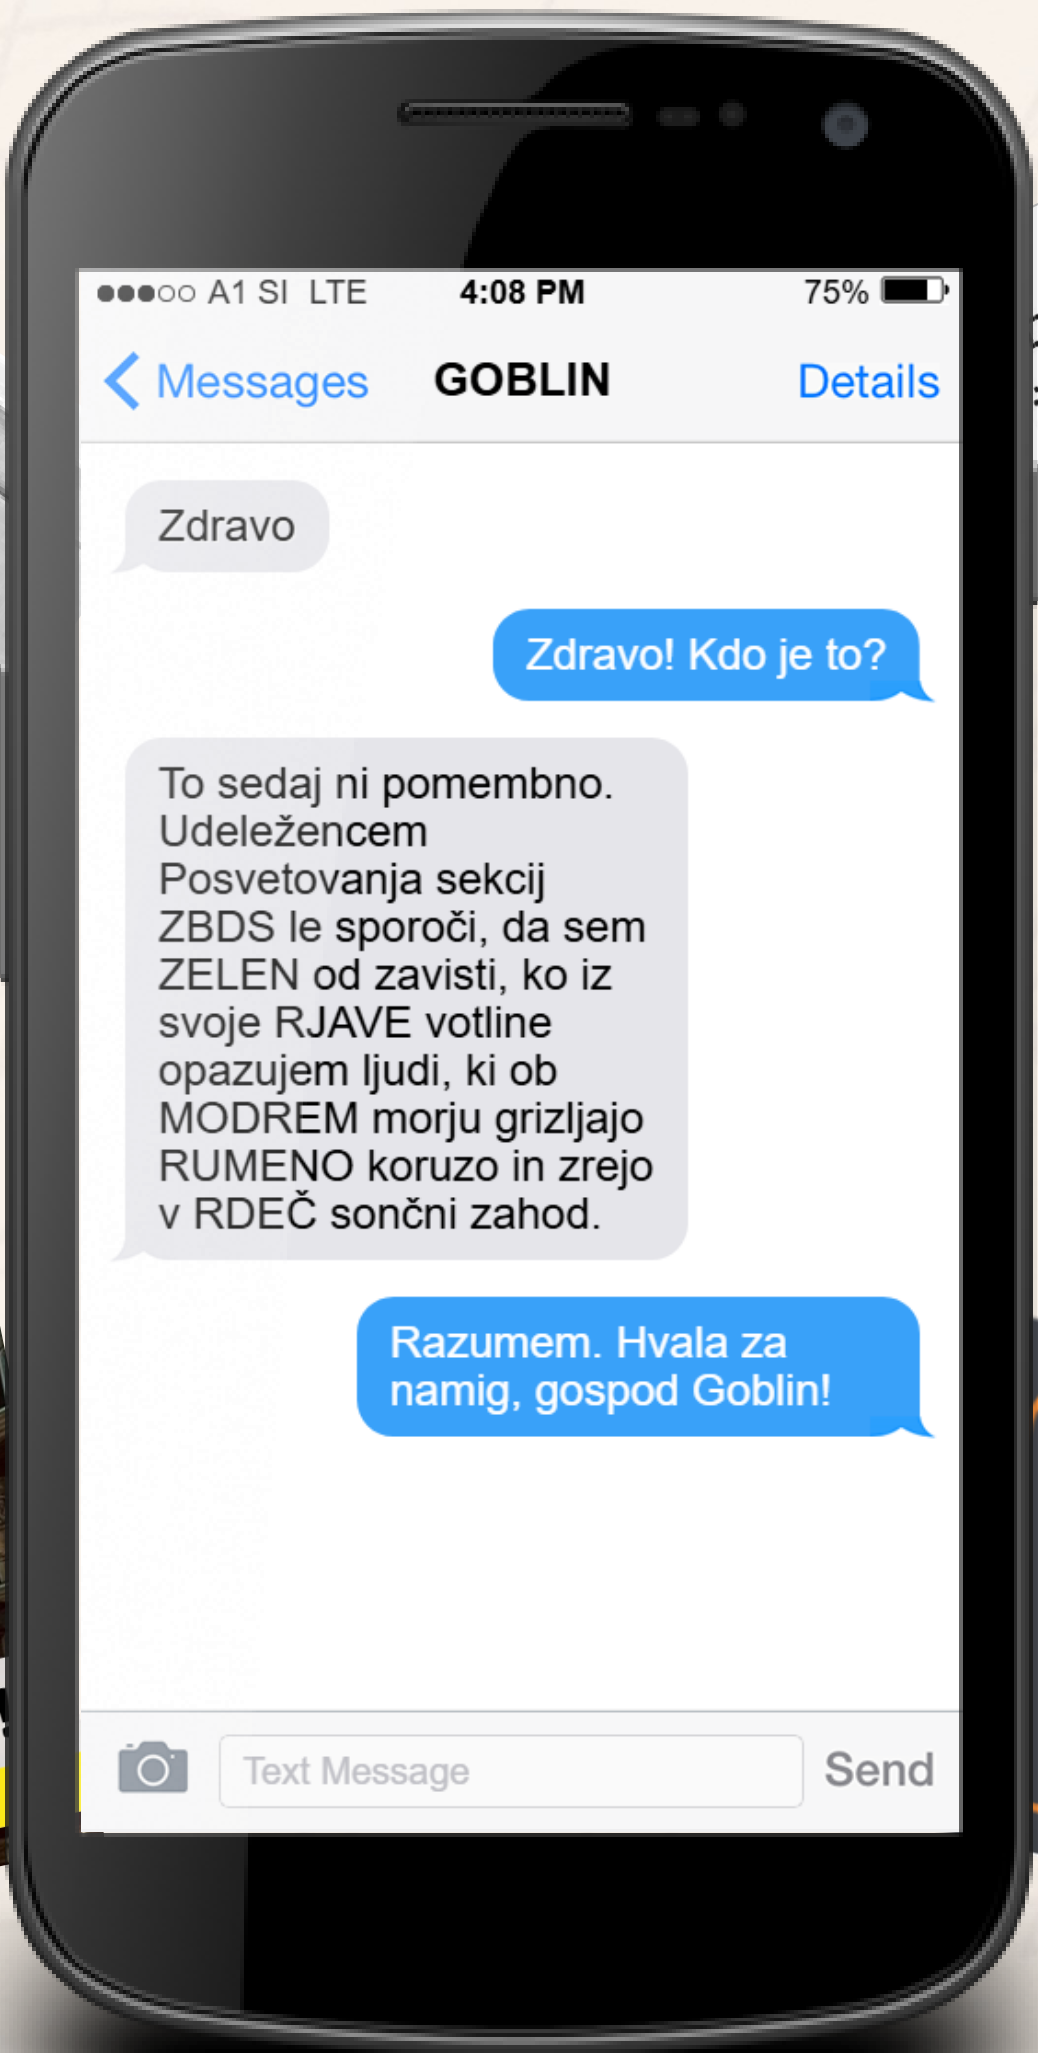 A1 SI LTE 4:08 PM 75%
Messages GOBLIN Details
Zdravo
Zdravo! Kdo je to?
To sedaj ni pomembno.
Udeležencem
Posvetovanja sekcij
ZBDS le sporoči, da sem
ZELEN od zavisti, ko iz
svoje RJAVE votline
opazujem ljudi, ki ob
MODREM morju grizljajo
RUMENO koruzo in zrejo
v RDEČ sončni zahod.
Razumem. Hvala za
namig, gospod Goblin!
Text Message Send